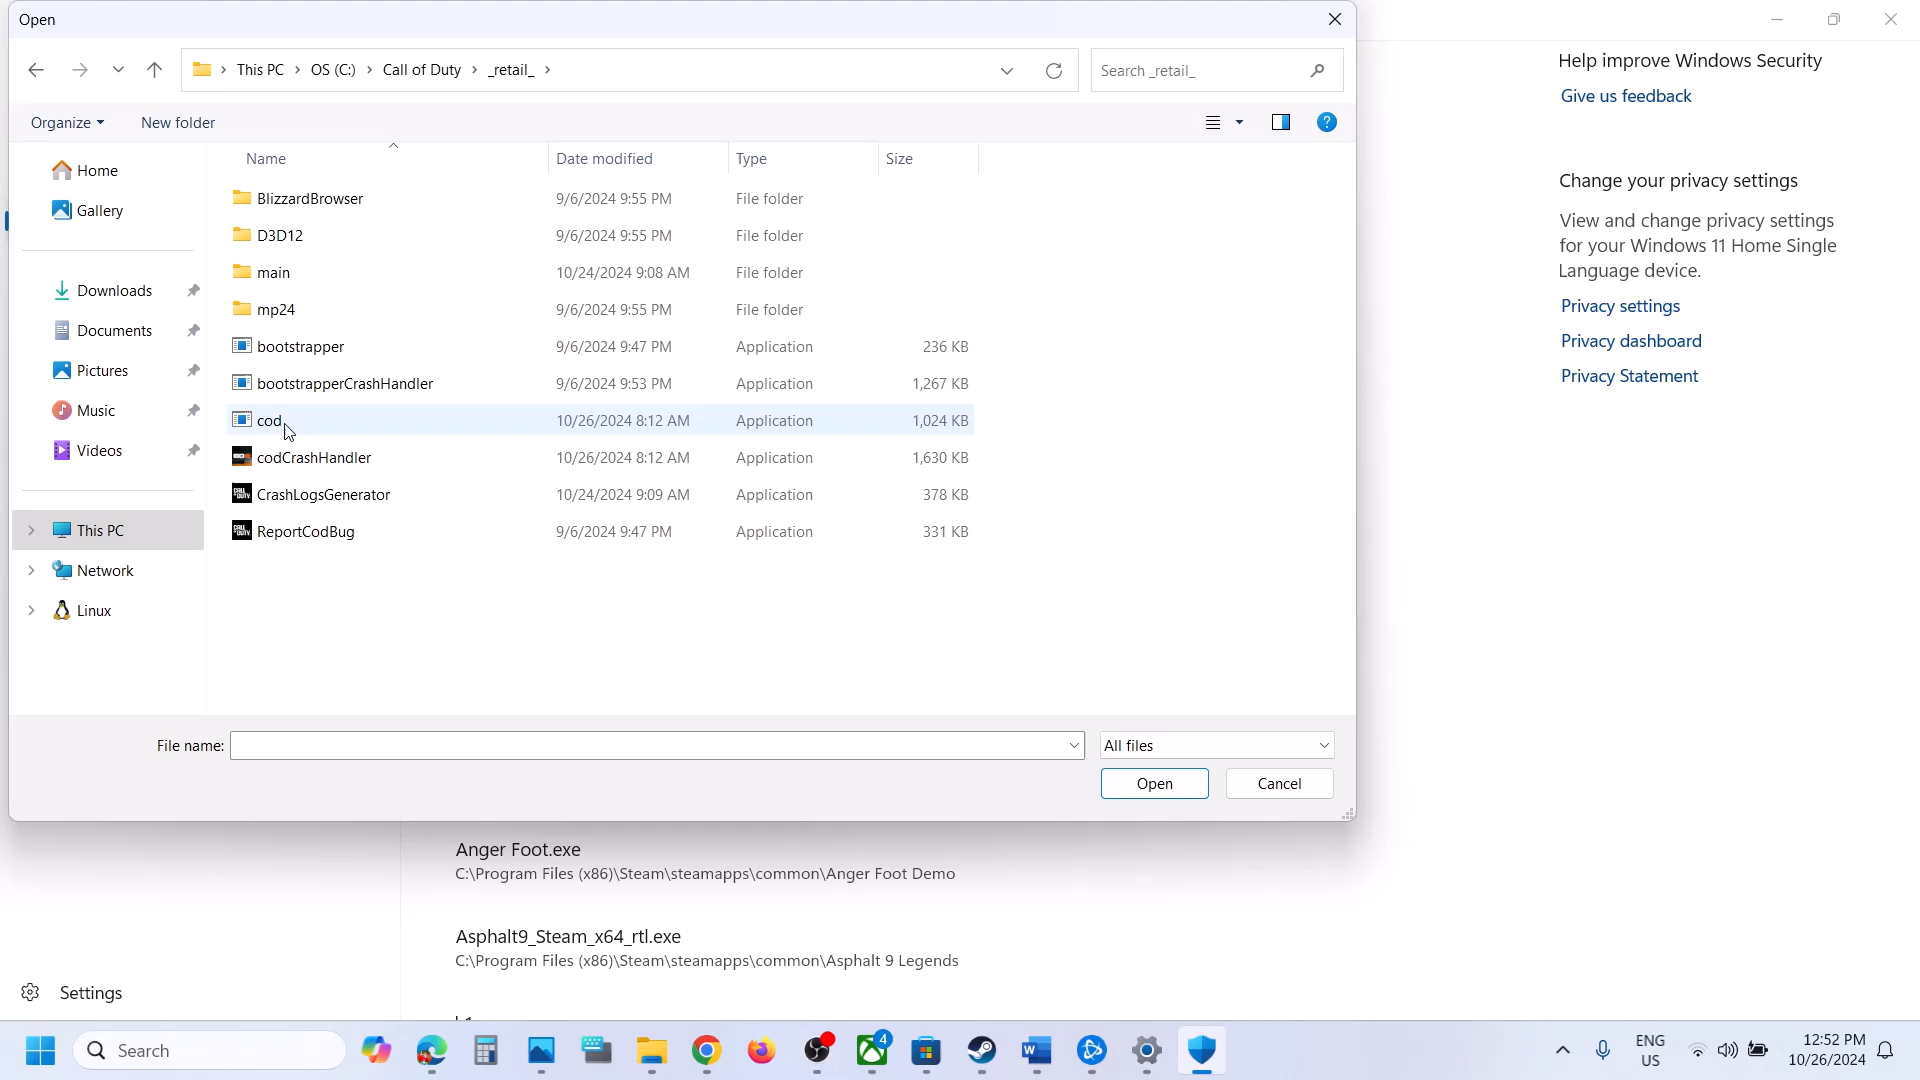 Open
This PC > OS (C:) > Call of Duty > _retail_ >
Search _retail_
Organize
New folder
Name
Date modified
Type
Size
Home
Gallery
Downloads
Documents
Pictures
Music
Videos
This PC
Network
Linux
BlizzardBrowser 9/6/2024 9:55 PM File folder
D3D12 9/6/2024 9:55 PM File folder
main 10/24/2024 9:08 AM File folder
mp24 9/6/2024 9:55 PM File folder
bootstrapper 9/6/2024 9:47 PM Application 236 KB
bootstrapperCrashHandler 9/6/2024 9:53 PM Application 1,267 KB
cod 10/26/2024 8:12 AM Application 1,024 KB
codCrashHandler 10/26/2024 8:12 AM Application 1,630 KB
CrashLogsGenerator 10/24/2024 9:09 AM Application 378 KB
ReportCodBug 9/6/2024 9:47 PM Application 331 KB
File name:
All files
Open
Cancel
Help improve Windows Security
Give us feedback
Change your privacy settings
View and change privacy settings
for your Windows 11 Home Single
Language device.
Privacy settings
Privacy dashboard
Privacy Statement
Anger Foot.exe
C:\Program Files (x86)\Steam\steamapps\common\Anger Foot Demo
Asphalt9_Steam_x64_rtl.exe
C:\Program Files (x86)\Steam\steamapps\common\Asphalt 9 Legends
Settings
Search
4
ENG
US
12:52 PM
10/26/2024